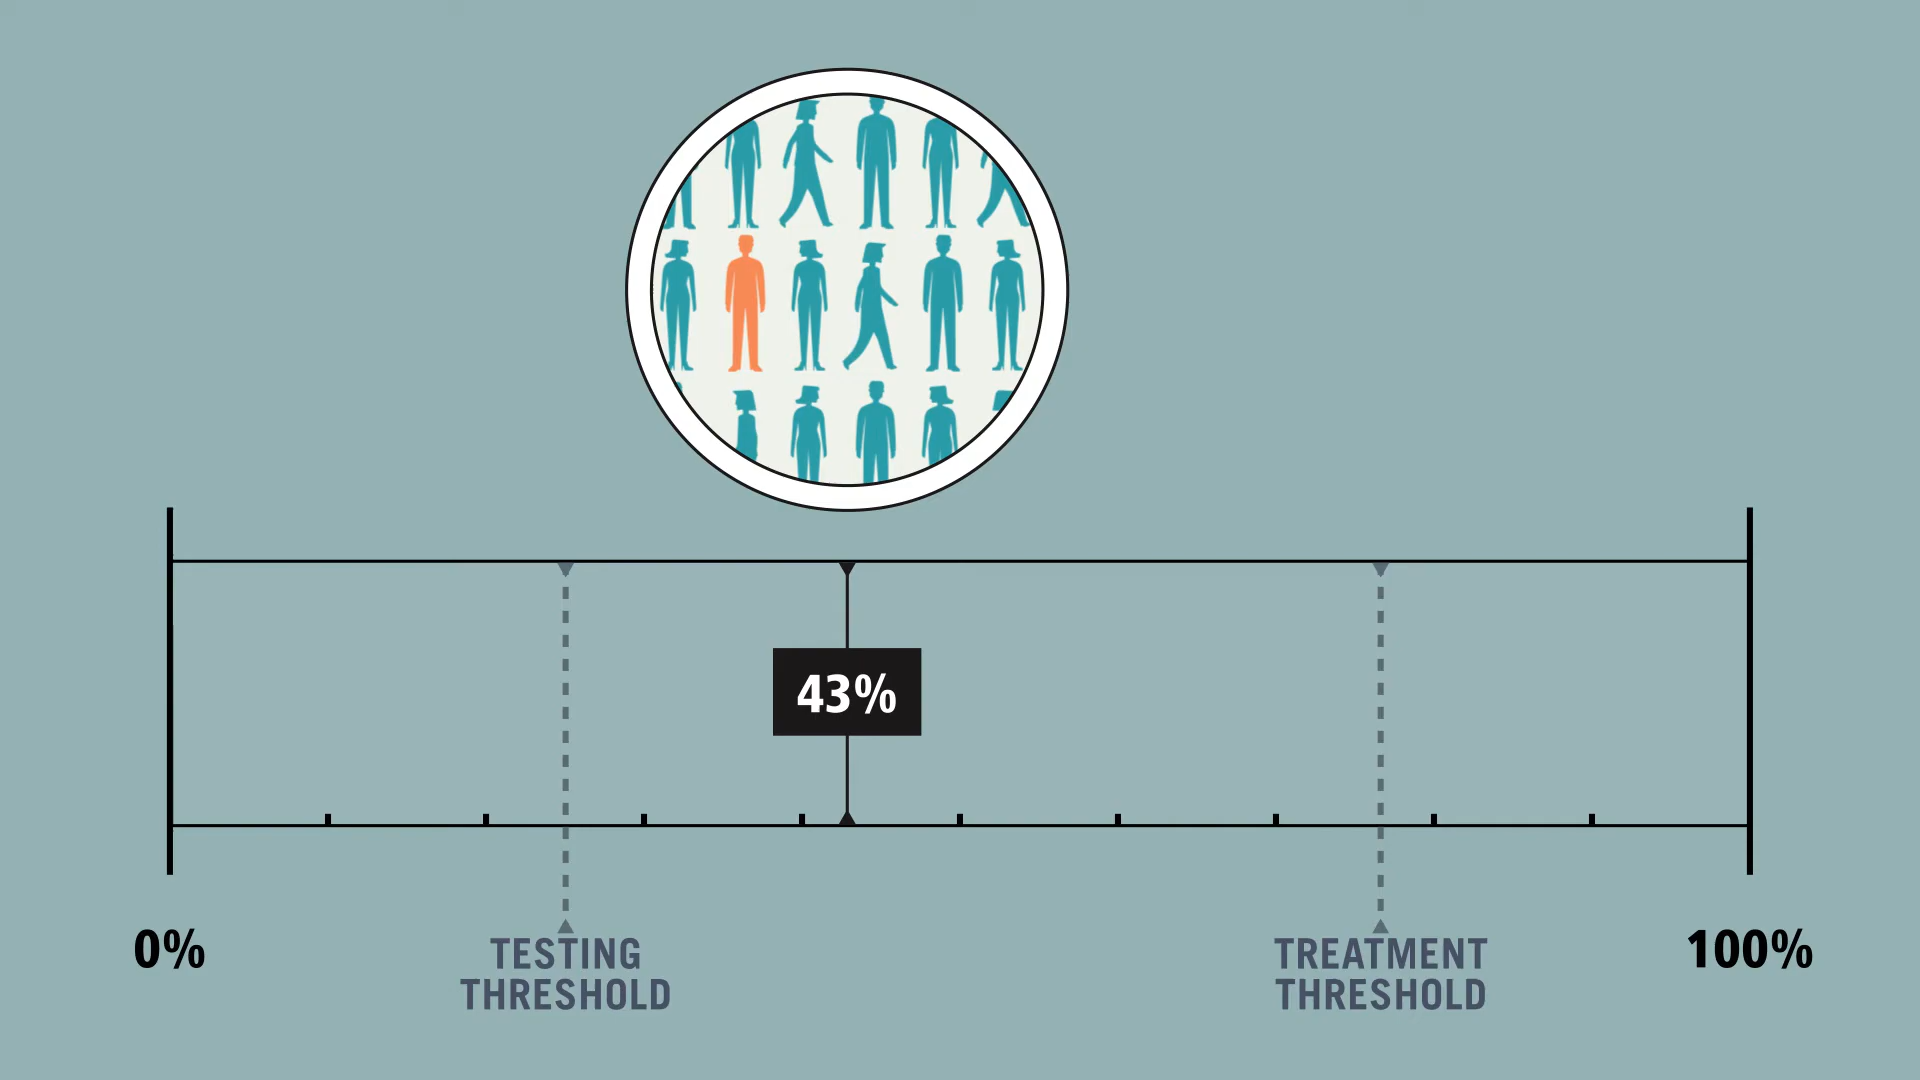 43%
0%
TESTING
THRESHOLD
TREATMENT
THRESHOLD
100%